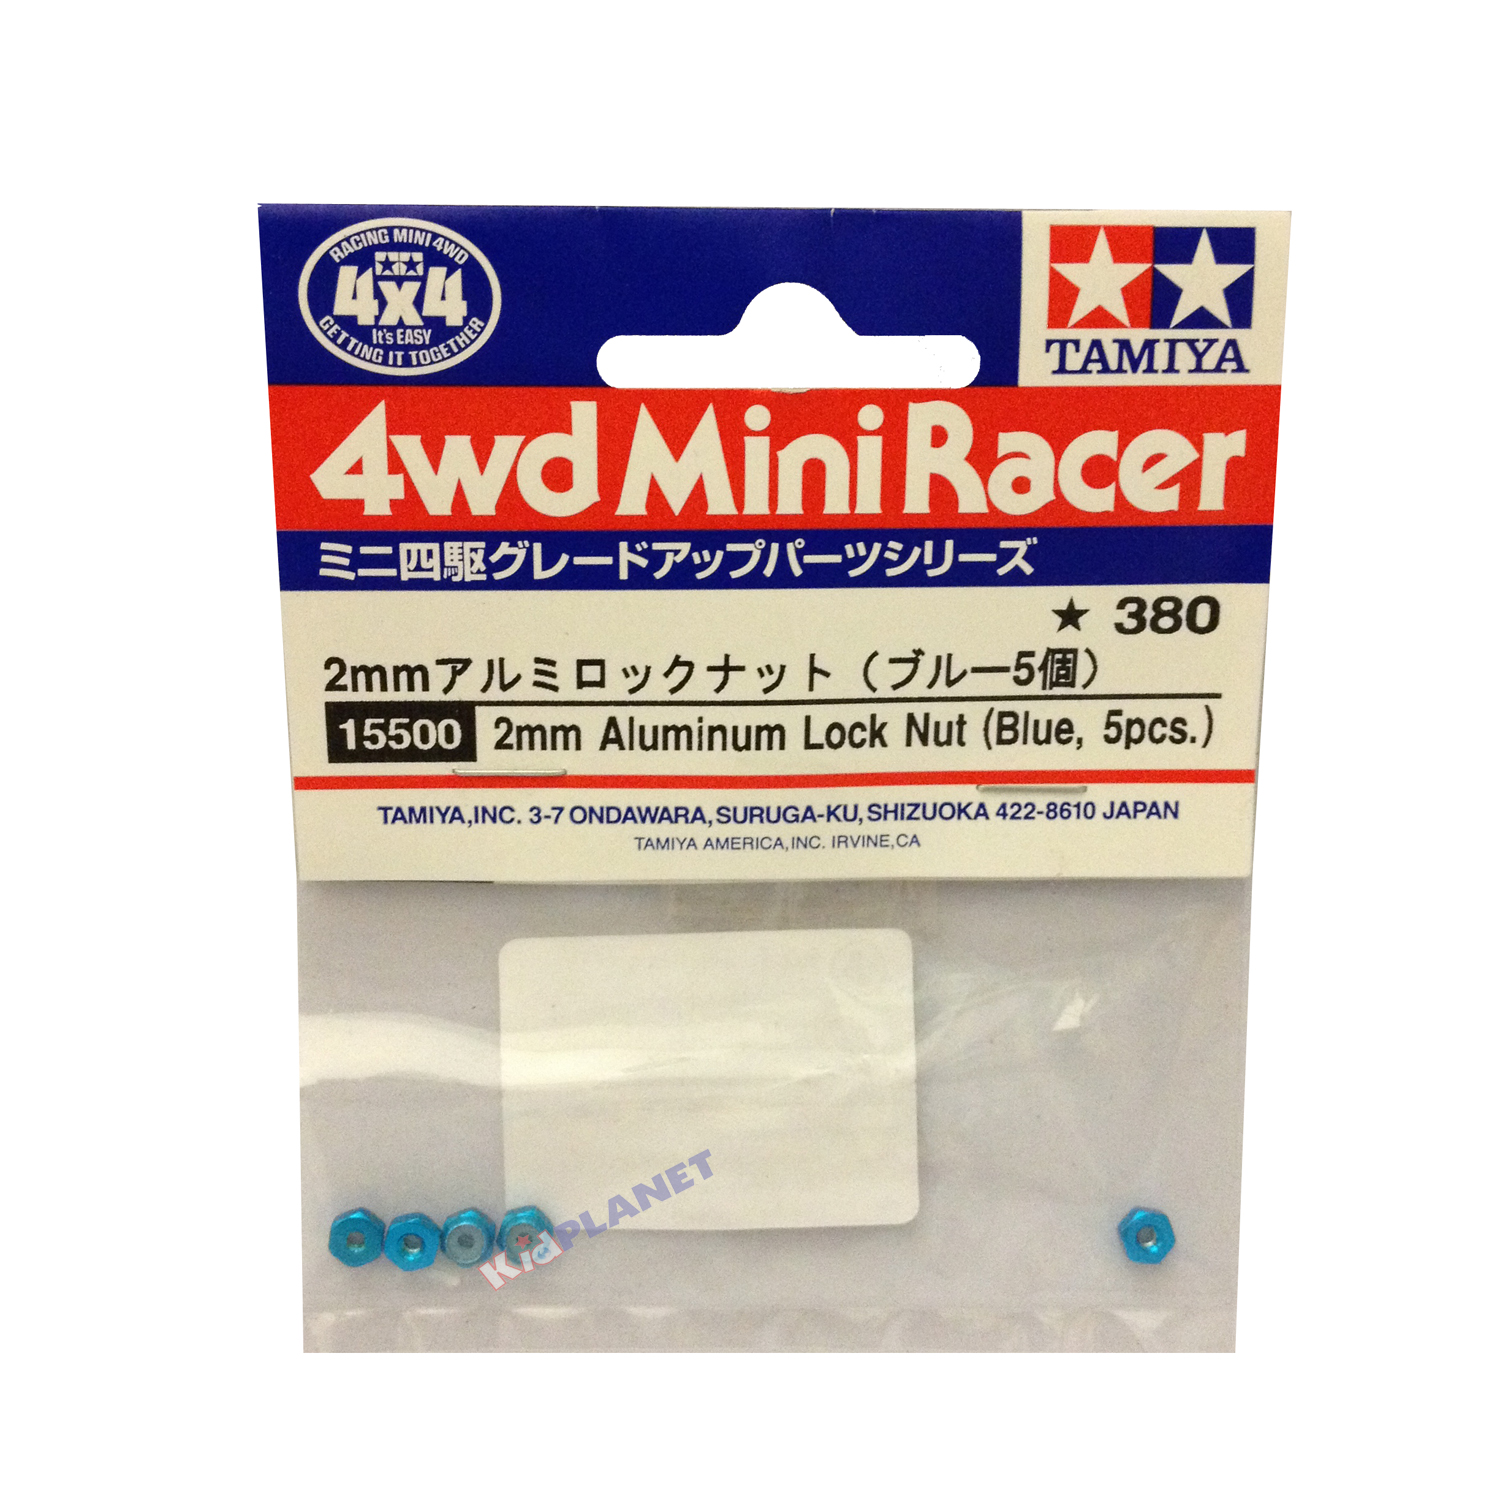 RACING MINI 4WD
4x4
It's EASY
GETTING IT TOGETHER
TAMIYA
4wd Mini Racer
ミニ四駆グレードアップパーツシリーズ
★ 380
2mmアルミロックナット（ブルー5個）
15500 2mm Aluminum Lock Nut (Blue, 5pcs.)
TAMIYA,INC. 3-7 ONDAWARA, SURUGA-KU, SHIZUOKA 422-8610 JAPAN
TAMIYA AMERICA, INC. IRVINE, CA
KidPLANET